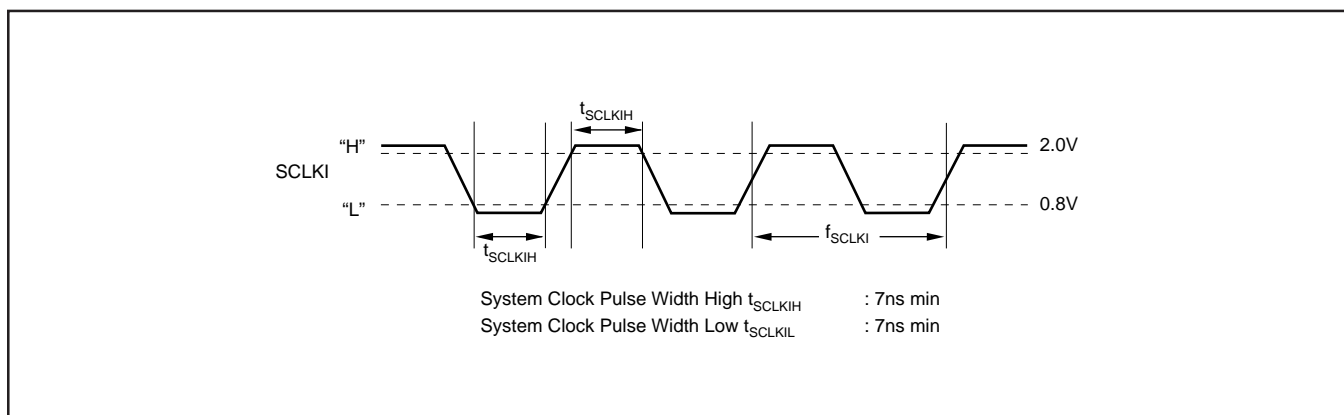 tSCLKIH
“H”
2.0V
SCLKI
“L”
0.8V
fSCLKI
tSCLKIH
System Clock Pulse Width High tSCLKIH : 7ns min
System Clock Pulse Width Low tSCLKIL : 7ns min